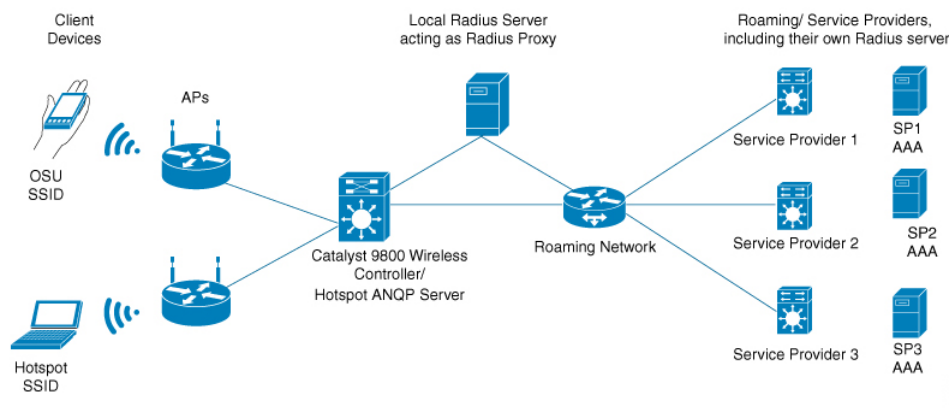 Client
Devices
Local Radius Server
acting as Radius Proxy
Roaming/ Service Providers,
including their own Radius server
APs
OSU
SSID
Service Provider 1
SP1
AAA
Catalyst 9800 Wireless
Controller/
Hotspot ANQP Server
Roaming Network
Service Provider 2
SP2
AAA
Hotspot
SSID
Service Provider 3
SP3
AAA